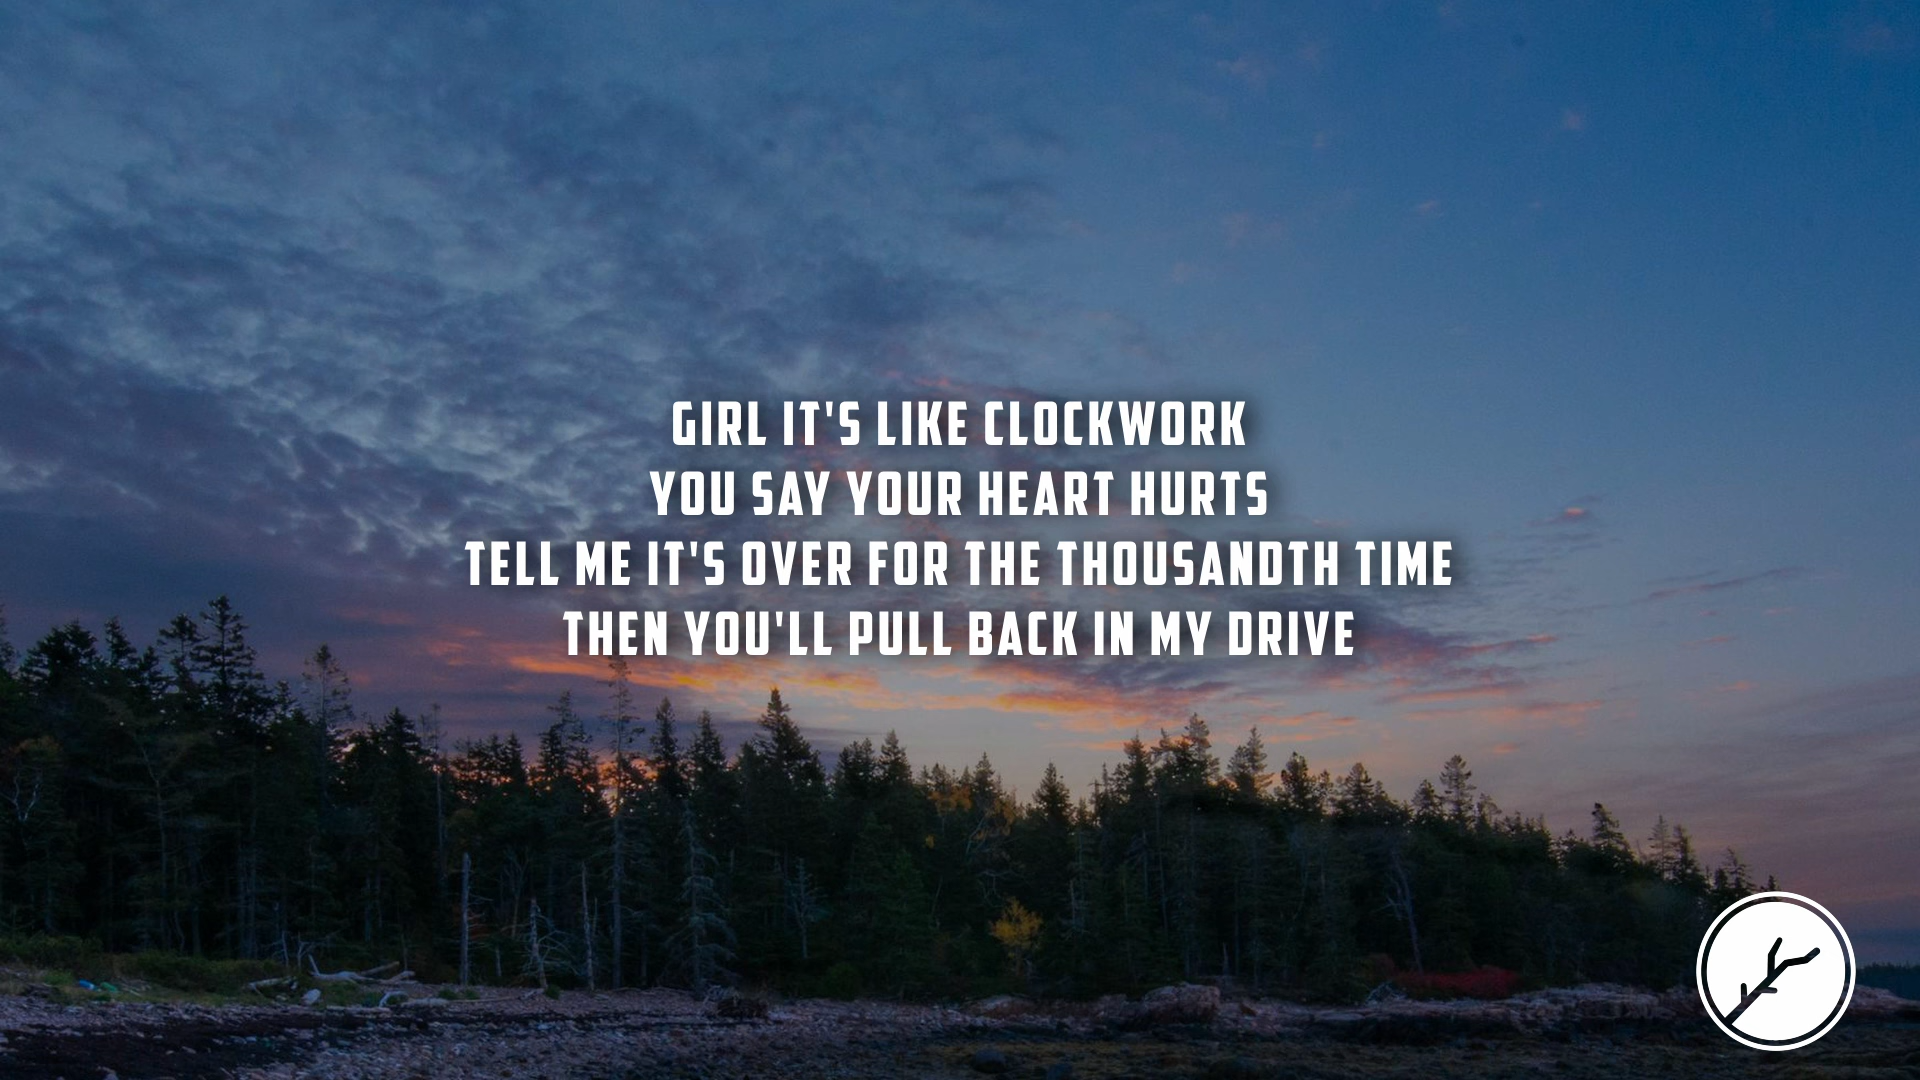 GIRL IT'S LIKE CLOCKWORK
YOU SAY YOUR HEART HURTS
TELL ME IT'S OVER FOR THE THOUSANDTH TIME
THEN YOU'LL PULL BACK IN MY DRIVE